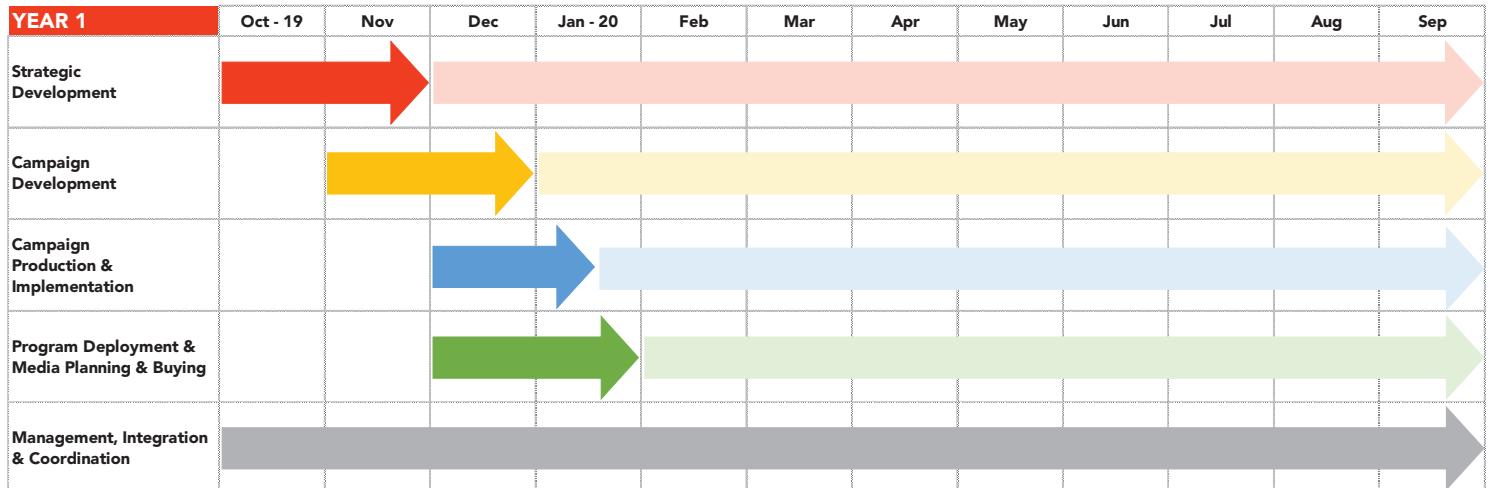 YEAR 1 Oct - 19 Nov Dec Jan - 20 Feb Mar Apr May Jun Jul Aug Sep
Strategic
Development
Campaign
Development
Campaign
Production &
Implementation
Program Deployment &
Media Planning & Buying
Management, Integration
& Coordination